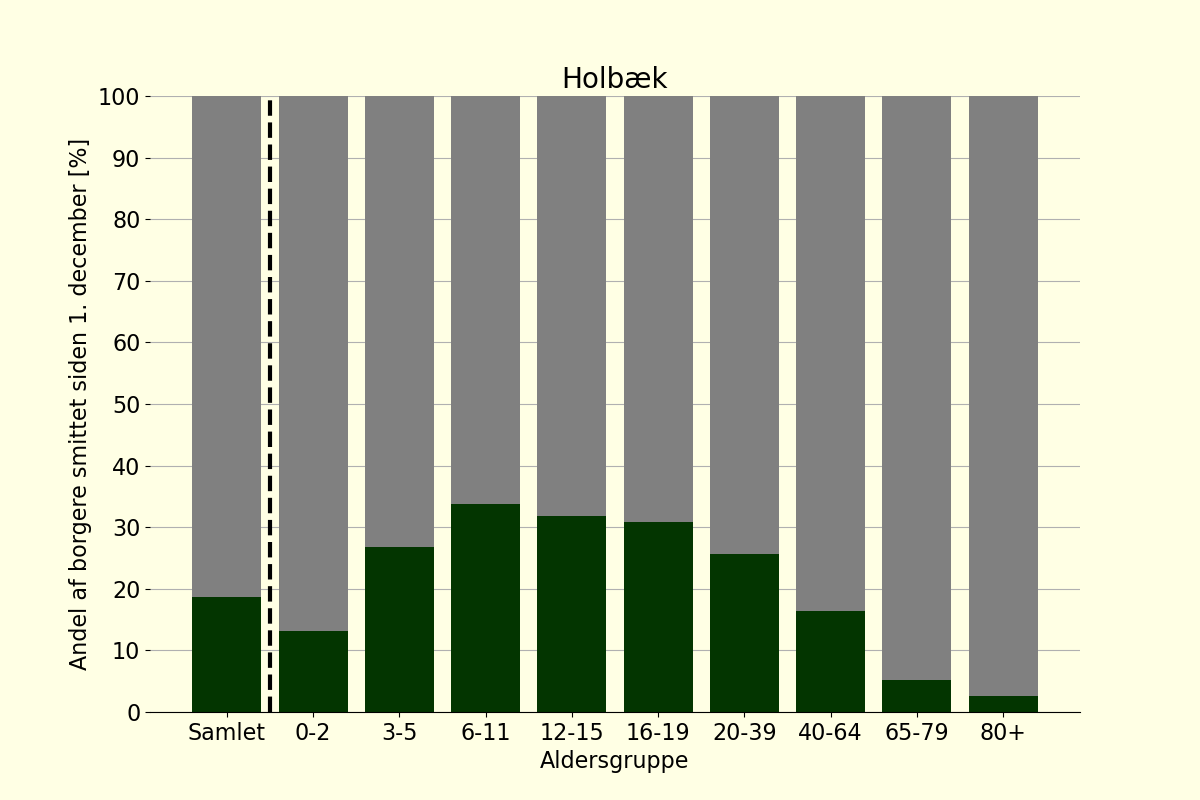 Holbæk
Andel af borgere smittet siden 1. december [%]
100
90
80
70
60
50
40
30
20
10
0
Samlet 0-2 3-5 6-11 12-15 16-19 20-39 40-64 65-79 80+
Aldersgruppe